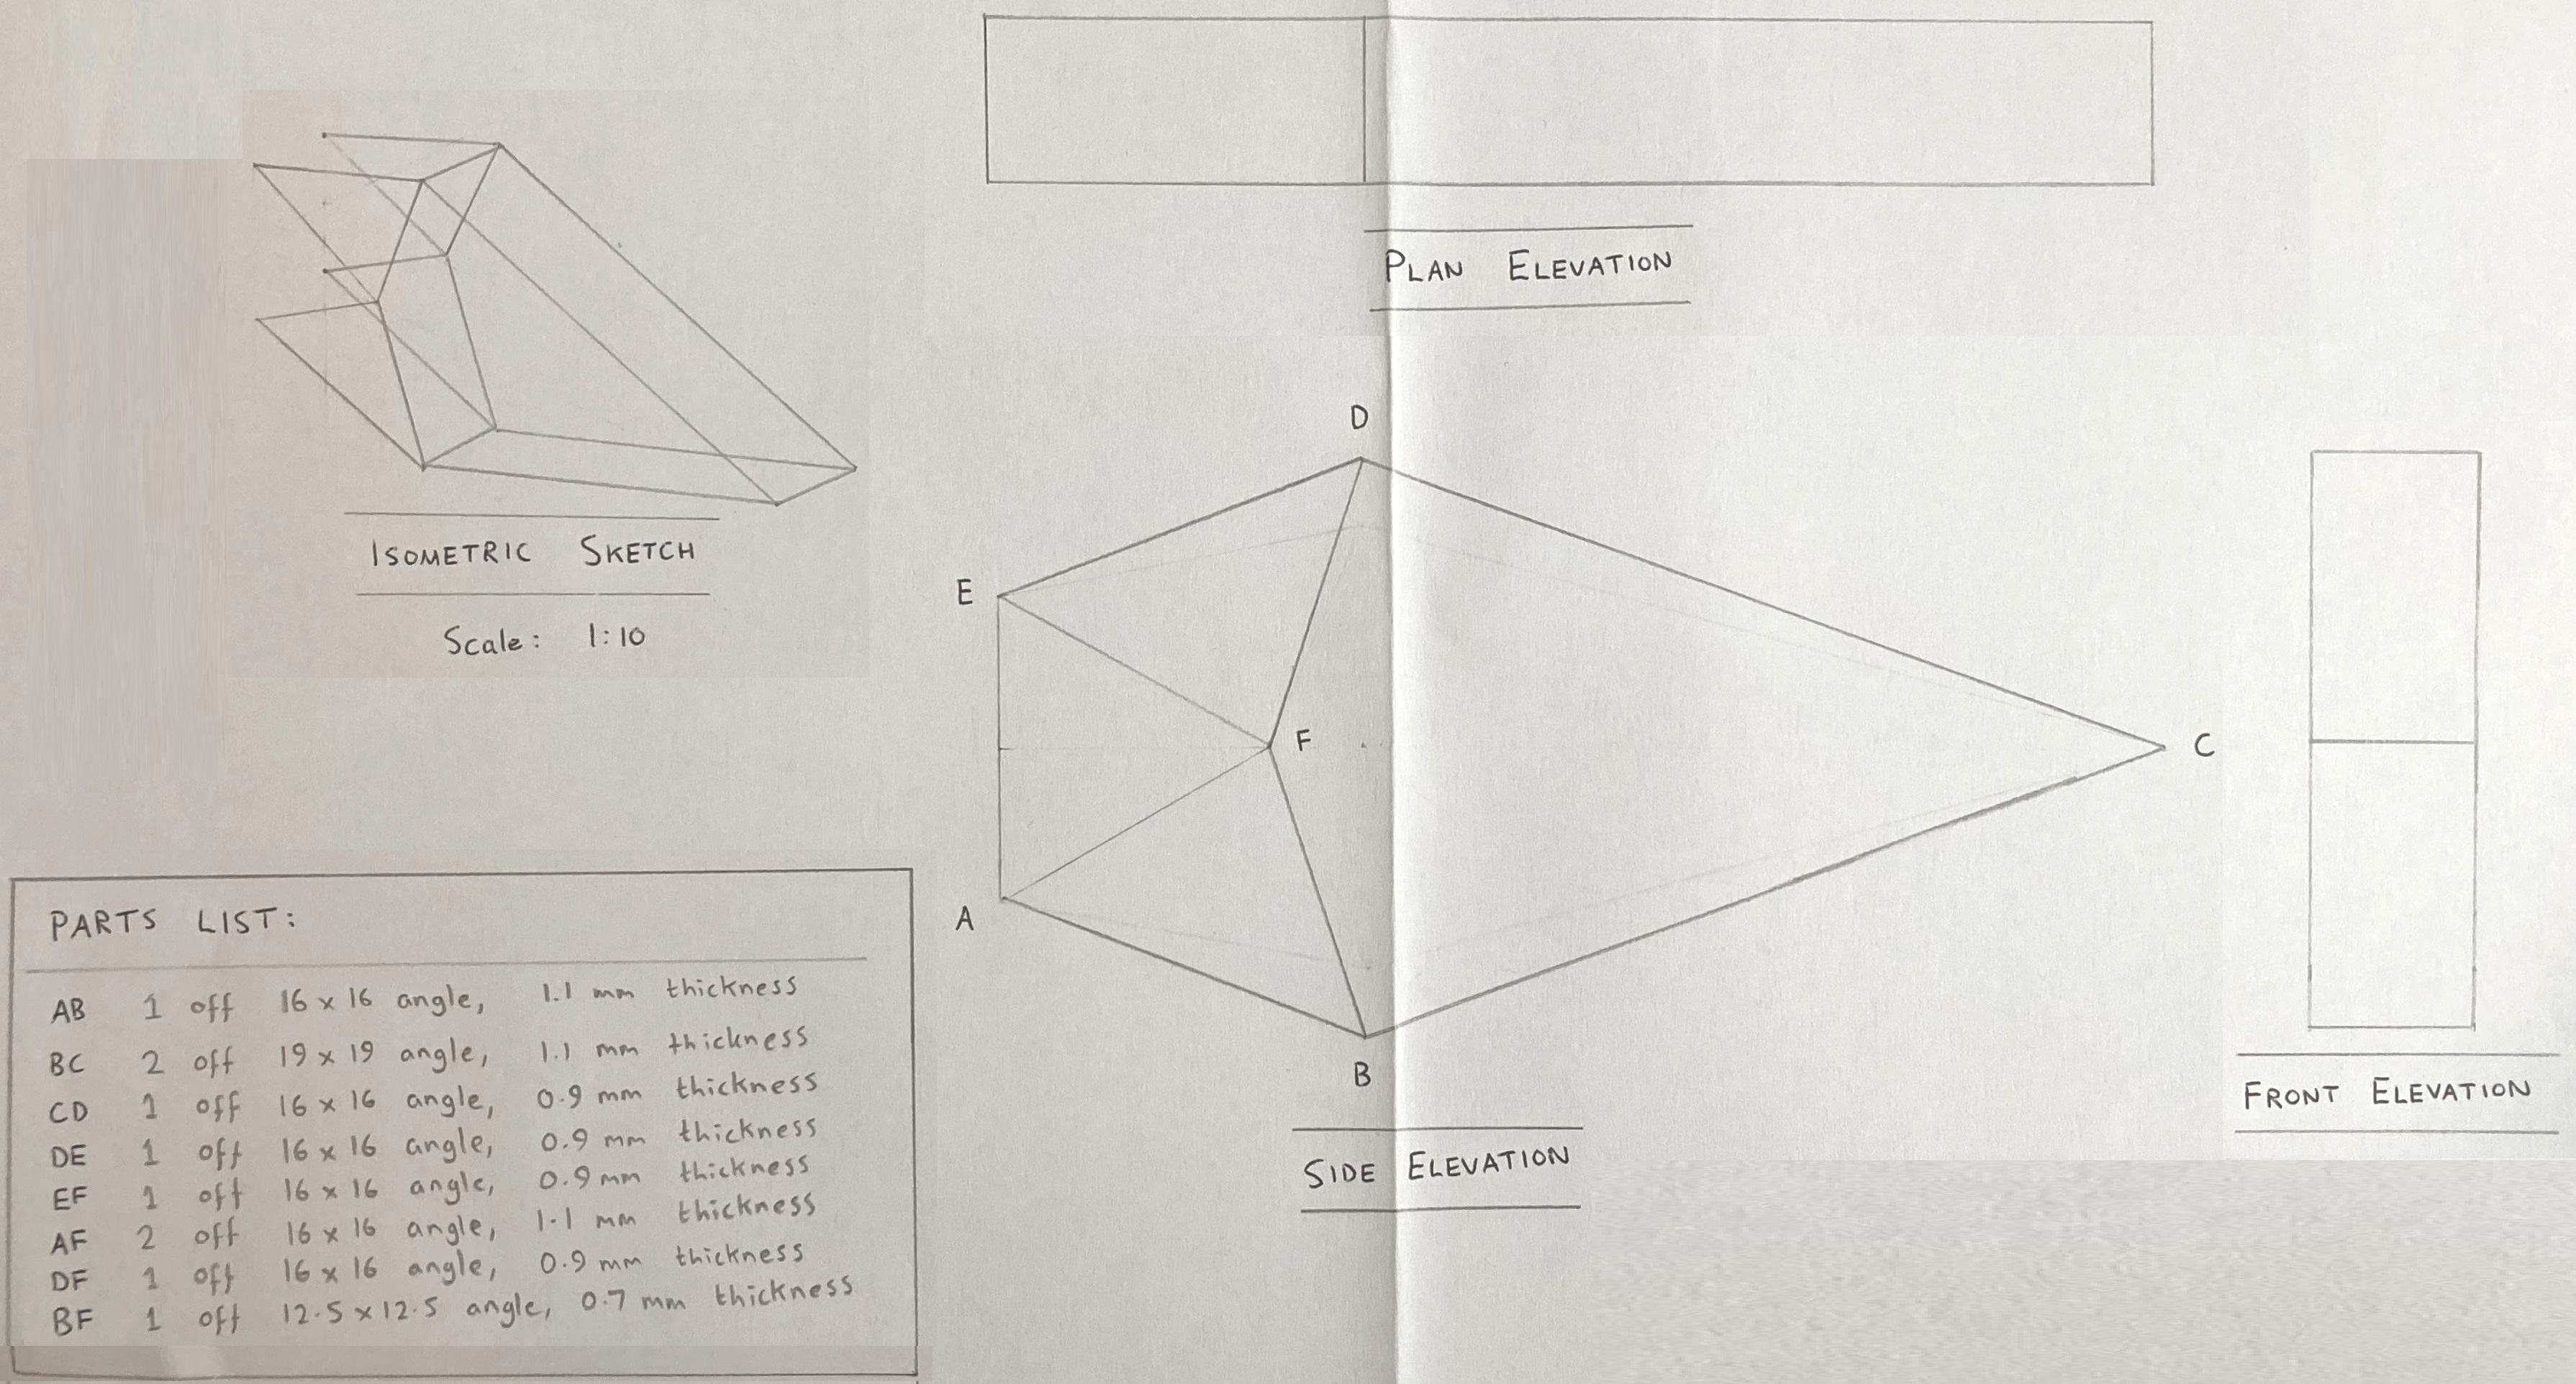 PLAN ELEVATION
D
E
F
C
A
B
ISOMETRIC SKETCH
Scale: 1:10
SIDE ELEVATION
FRONT ELEVATION
PARTS LIST:
AB 1 off 16 x 16 angle, 1.1 mm thickness
BC 2 off 19 x 19 angle, 1.1 mm thickness
CD 1 off 16 x 16 angle, 0.9 mm thickness
DE 1 off 16 x 16 angle, 0.9 mm thickness
EF 1 off 16 x 16 angle, 0.9 mm thickness
AF 2 off 16 x 16 angle, 1.1 mm thickness
DF 1 off 16 x 16 angle, 0.9 mm thickness
BF 1 off 12.5 x 12.5 angle, 0.7 mm thickness